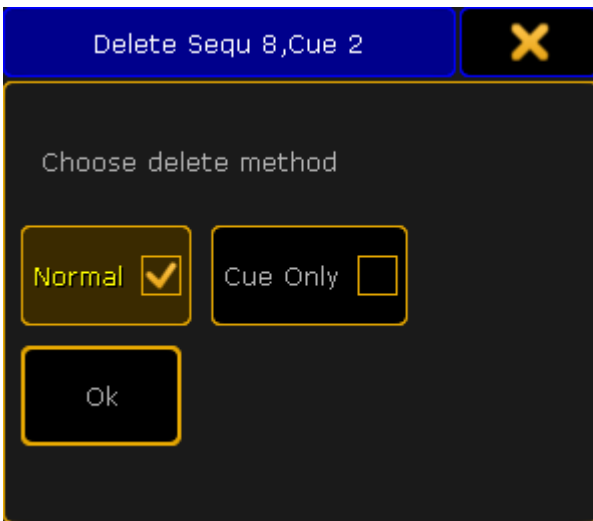 Delete Sequ 8,Cue 2
Choose delete method
Normal
Cue Only
Ok